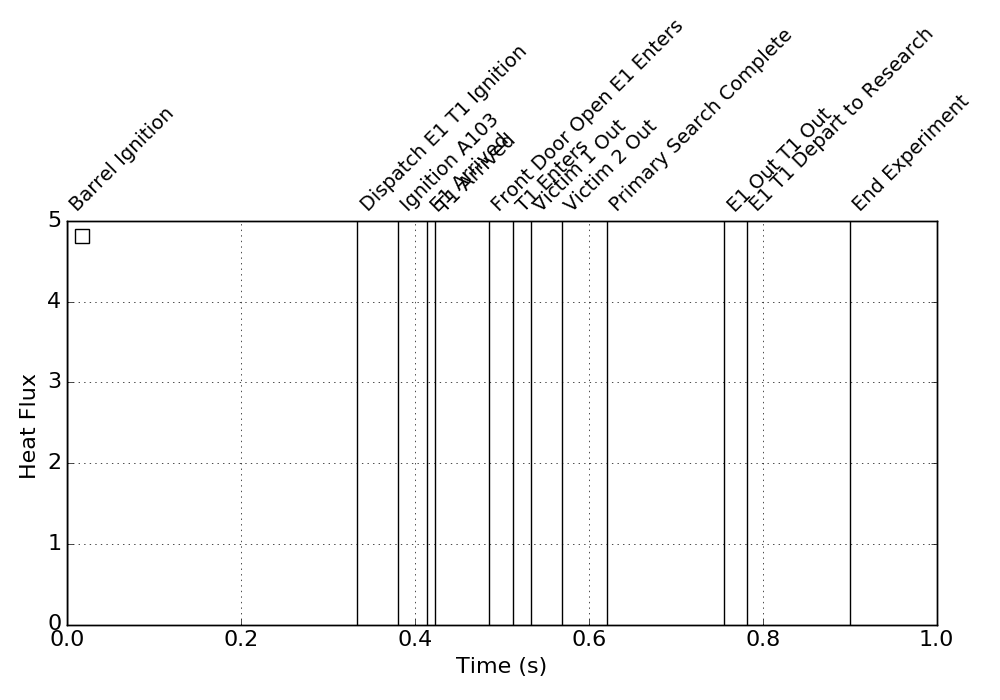 Barrel Ignition
Dispatch E1 T1 Ignition
Ignition A103
E1 Arrived
T1 Arrived
Front Door Open E1 Enters
T1 Enters
Victim 1 Out
Victim 2 Out
Primary Search Complete
E1 Out T1 Out
E1 T1 Depart to Research
End Experiment
5
4
3
2
1
0
Heat Flux
0.0 0.2 0.4 0.6 0.8 1.0
Time (s)